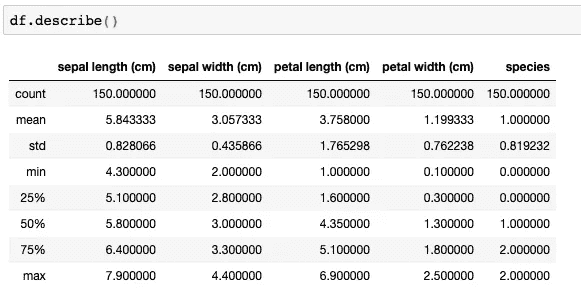 df.describe()
sepal length (cm) sepal width (cm) petal length (cm) petal width (cm) species
count 150.000000 150.000000 150.000000 150.000000 150.000000
mean 5.843333 3.057333 3.758000 1.199333 1.000000
std 0.828066 0.435866 1.765298 0.762238 0.819232
min 4.300000 2.000000 1.000000 0.100000 0.000000
25% 5.100000 2.800000 1.600000 0.300000 0.000000
50% 5.800000 3.000000 4.350000 1.300000 1.000000
75% 6.400000 3.300000 5.100000 1.800000 2.000000
max 7.900000 4.400000 6.900000 2.500000 2.000000